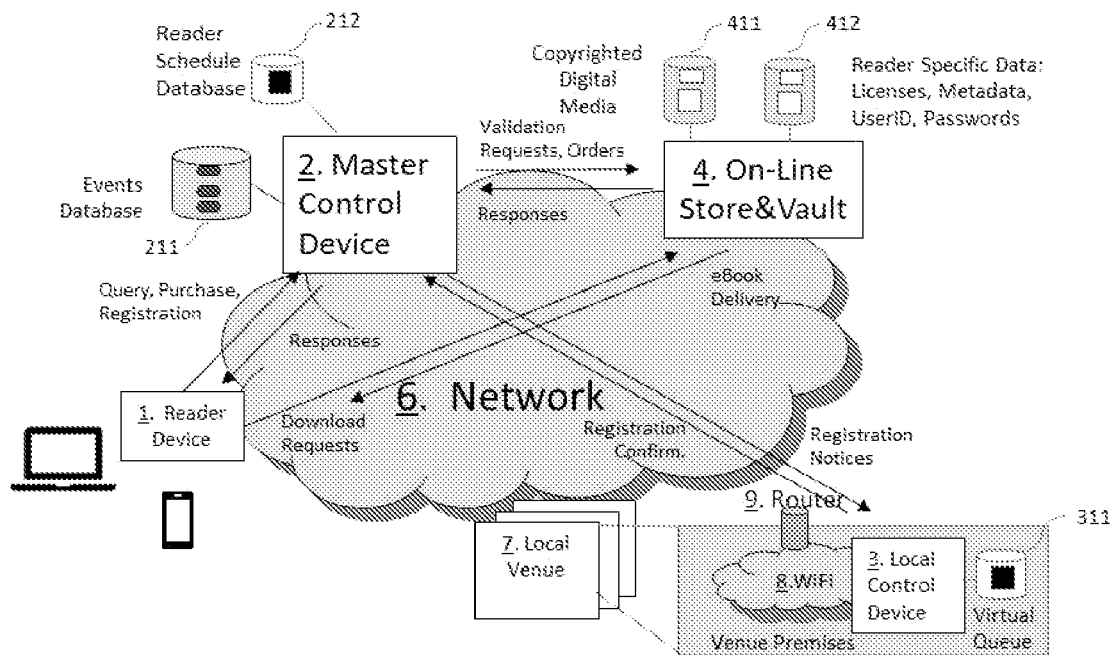 212
Reader
Schedule
Database
411
412
Copyrighted
Digital
Media
Reader Specific Data:
Licenses, Metadata,
UserID, Passwords
Validation
Requests, Orders
2. Master
Control
Device
4. On-Line
Store&Vault
Events
Database
211
Responses
Query, Purchase,
Registration
eBook
Delivery
Responses
6. Network
1. Reader
Device
Download
Requests
Registration
Confirm.
Registration
Notices
9. Router
311
7. Local
Venue
3. Local
Control
Device
8.WiFi
Virtual
Queue
Venue Premises